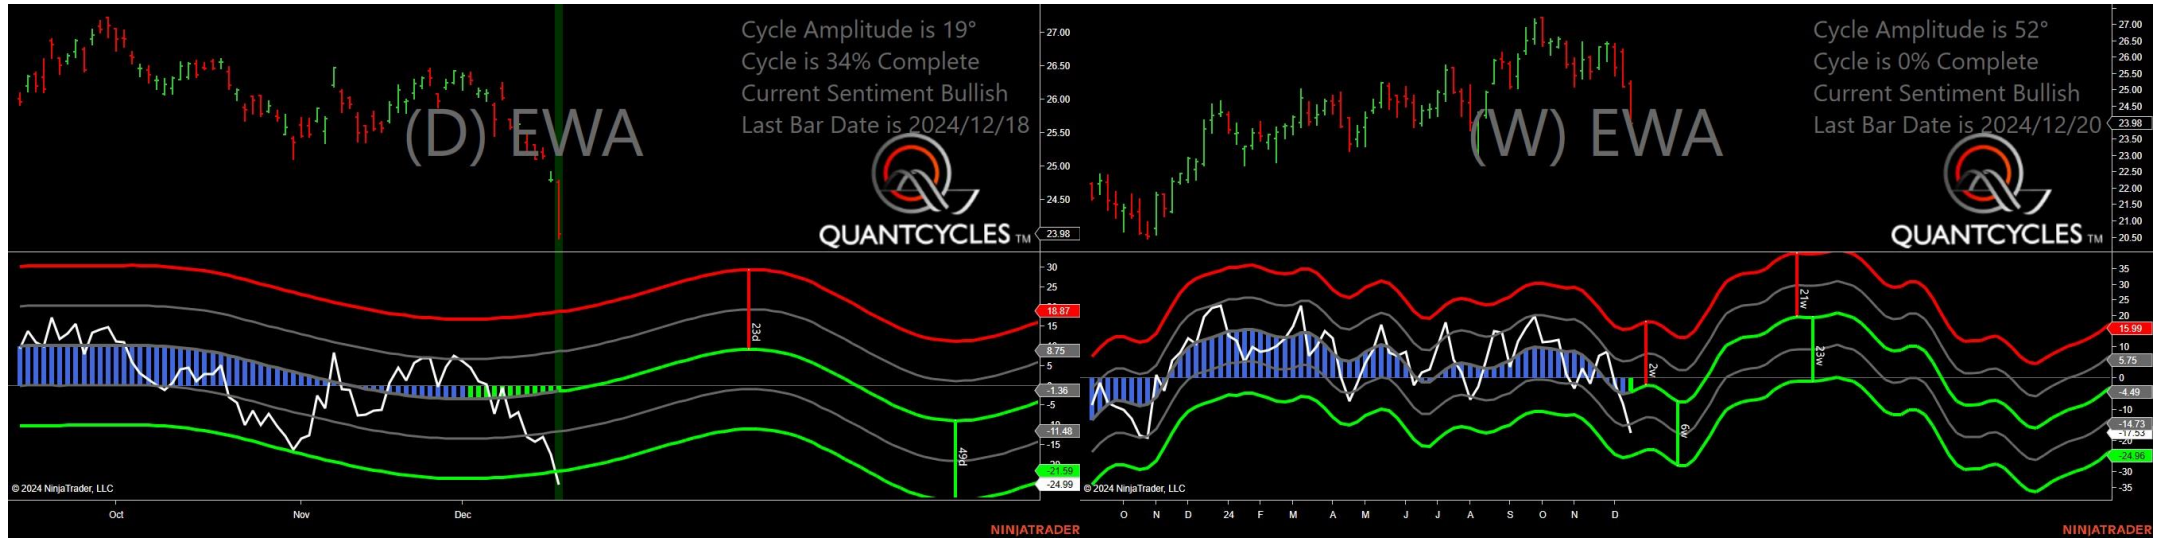 Cycle Amplitude is 19°
Cycle is 34% Complete
Current Sentiment Bullish
Last Bar Date is 2024/12/18
(D) EWA
QUANTCYCLES TM
27.00
26.50
26.00
25.50
25.00
24.50
23.98
30
25
18.87
15
8.75
5
-1.36
-5
-11.48
-15
-21.59
-24.99
23d
49d
© 2024 NinjaTrader, LLC
Oct Nov Dec
NINJATRADER
Cycle Amplitude is 52°
Cycle is 0% Complete
Current Sentiment Bullish
Last Bar Date is 2024/12/20
(W) EWA
QUANTCYCLES TM
27.00
26.50
26.00
25.50
25.00
24.50
23.98
23.50
23.00
22.50
22.00
21.50
21.00
20.50
35
30
25
20
15.99
10
5.75
0
-4.49
-10
-14.73
-17.53
-20
-24.96
-30
-35
2w
6w
21w
23w
© 2024 NinjaTrader, LLC
O N D 24 F M A M J J A S O N D
NINJATRADER